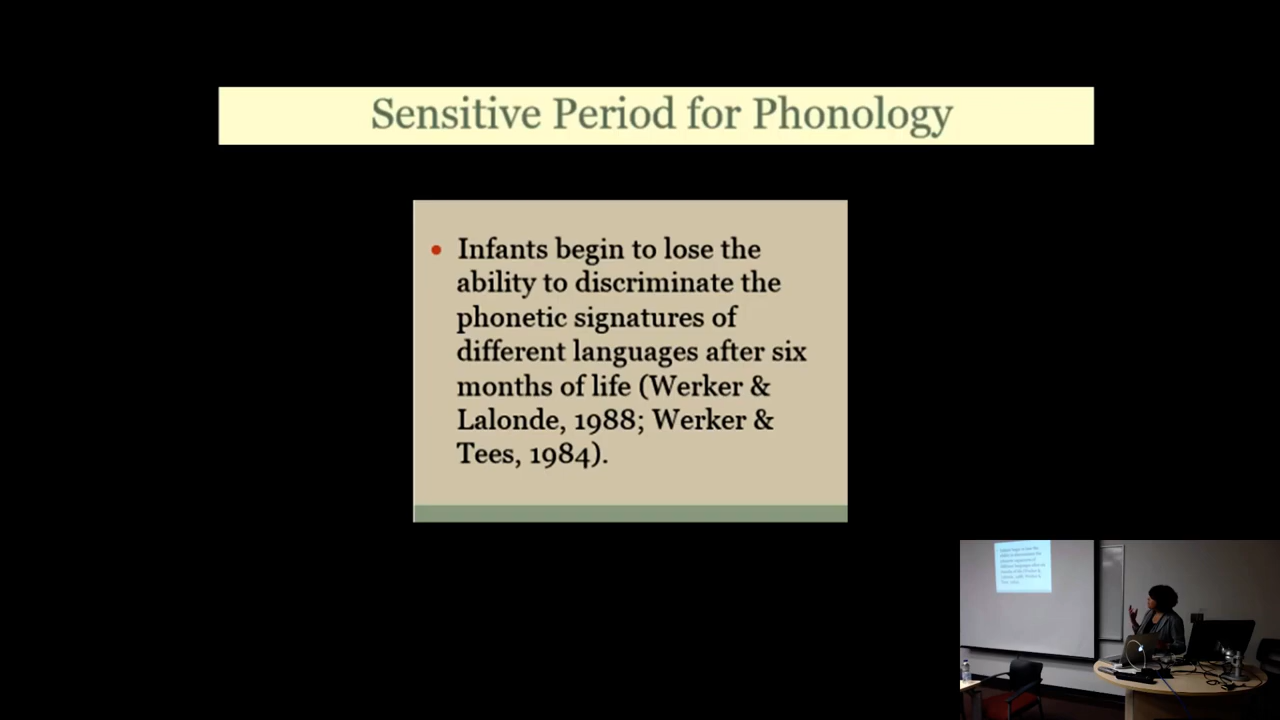 Sensitive Period for Phonology
• Infants begin to lose the
ability to discriminate the
phonetic signatures of
different languages after six
months of life (Werker &
Lalonde, 1988; Werker &
Tees, 1984).